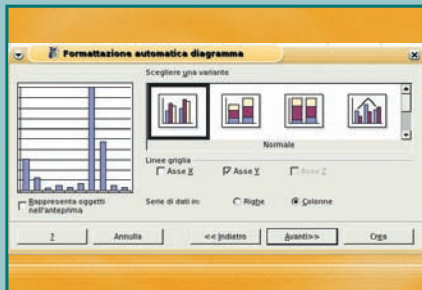 Formattazione automatica diagramma
Scegliere una variante
Normale
Linee griglia
Asse X
Asse Y
Asse Z
Rappresenta oggetti
nell'anteprima
Serie di dati in:
Righe
Colonne
?
Annulla
<< Indietro
Avanti>>
Crea